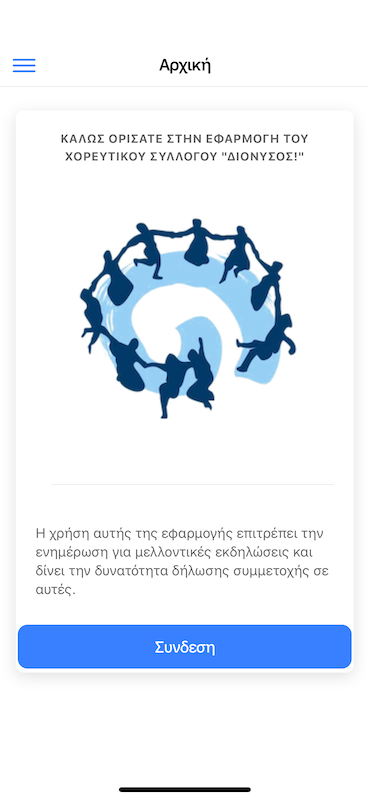 Αρχική
ΚΑΛΩΣ ΟΡΙΣΑΤΕ ΣΤΗΝ ΕΦΑΡΜΟΓΗ ΤΟΥ
ΧΟΡΕΥΤΙΚΟΥ ΣΥΛΛΟΓΟΥ "ΔΙΟΝΥΣΟΣ!"
Η χρήση αυτής της εφαρμογής επιτρέπει την
ενημέρωση για μελλοντικές εκδηλώσεις και
δίνει την δυνατότητα δήλωσης συμμετοχής σε
αυτές.
Συνδεση